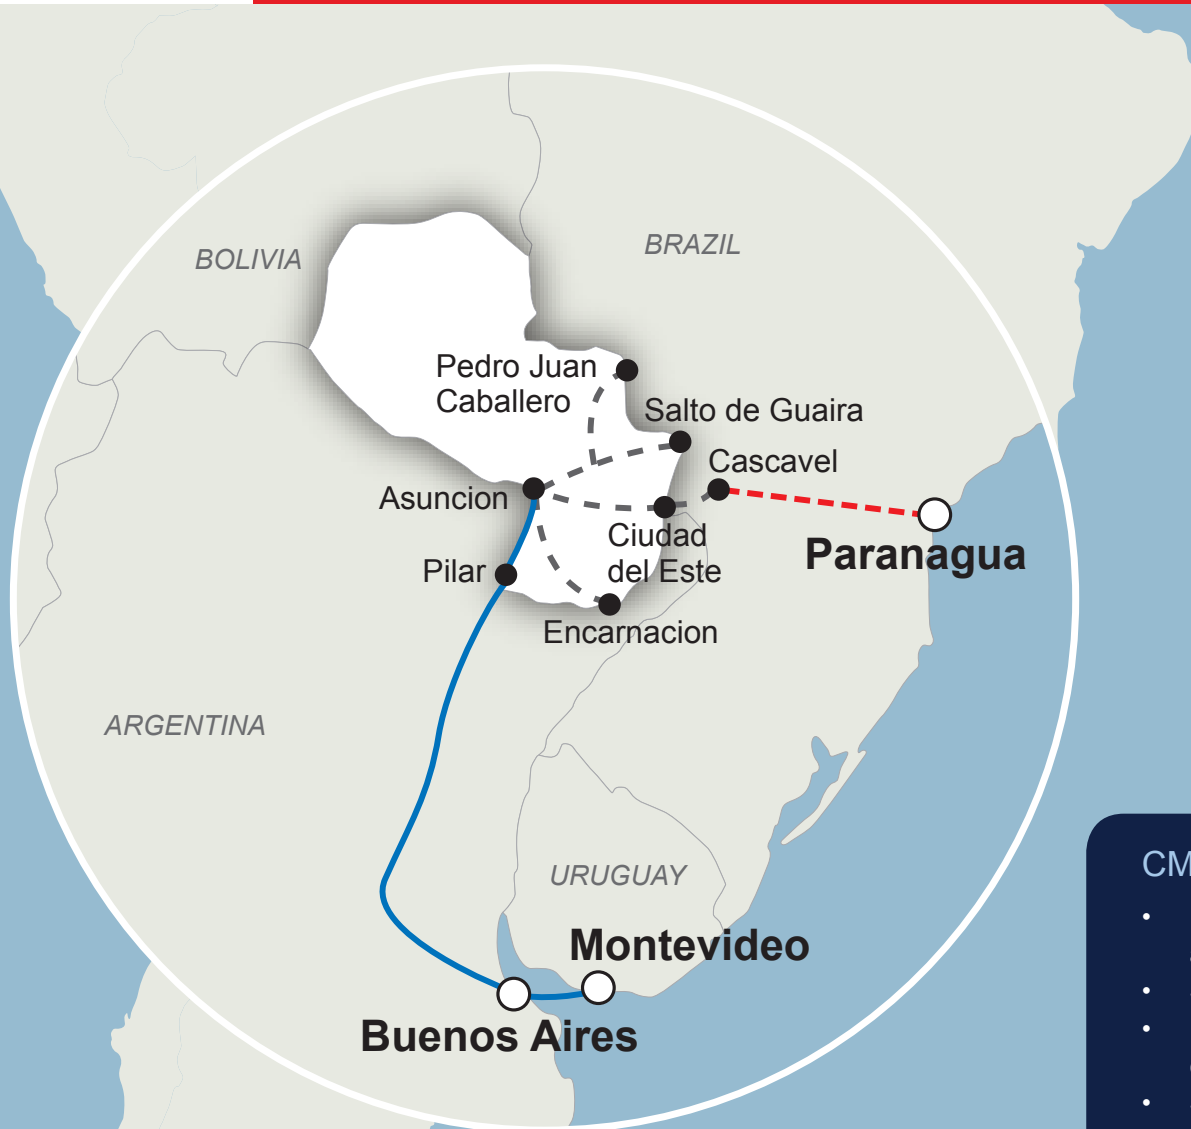 BRAZIL
BOLIVIA
Pedro Juan
Caballero
Salto de Guaira
Cascavel
Asuncion
Ciudad
del Este
Paranagua
Pilar
Encarnacion
ARGENTINA
URUGUAY
CM
•
•
•
•
Montevideo
Buenos Aires